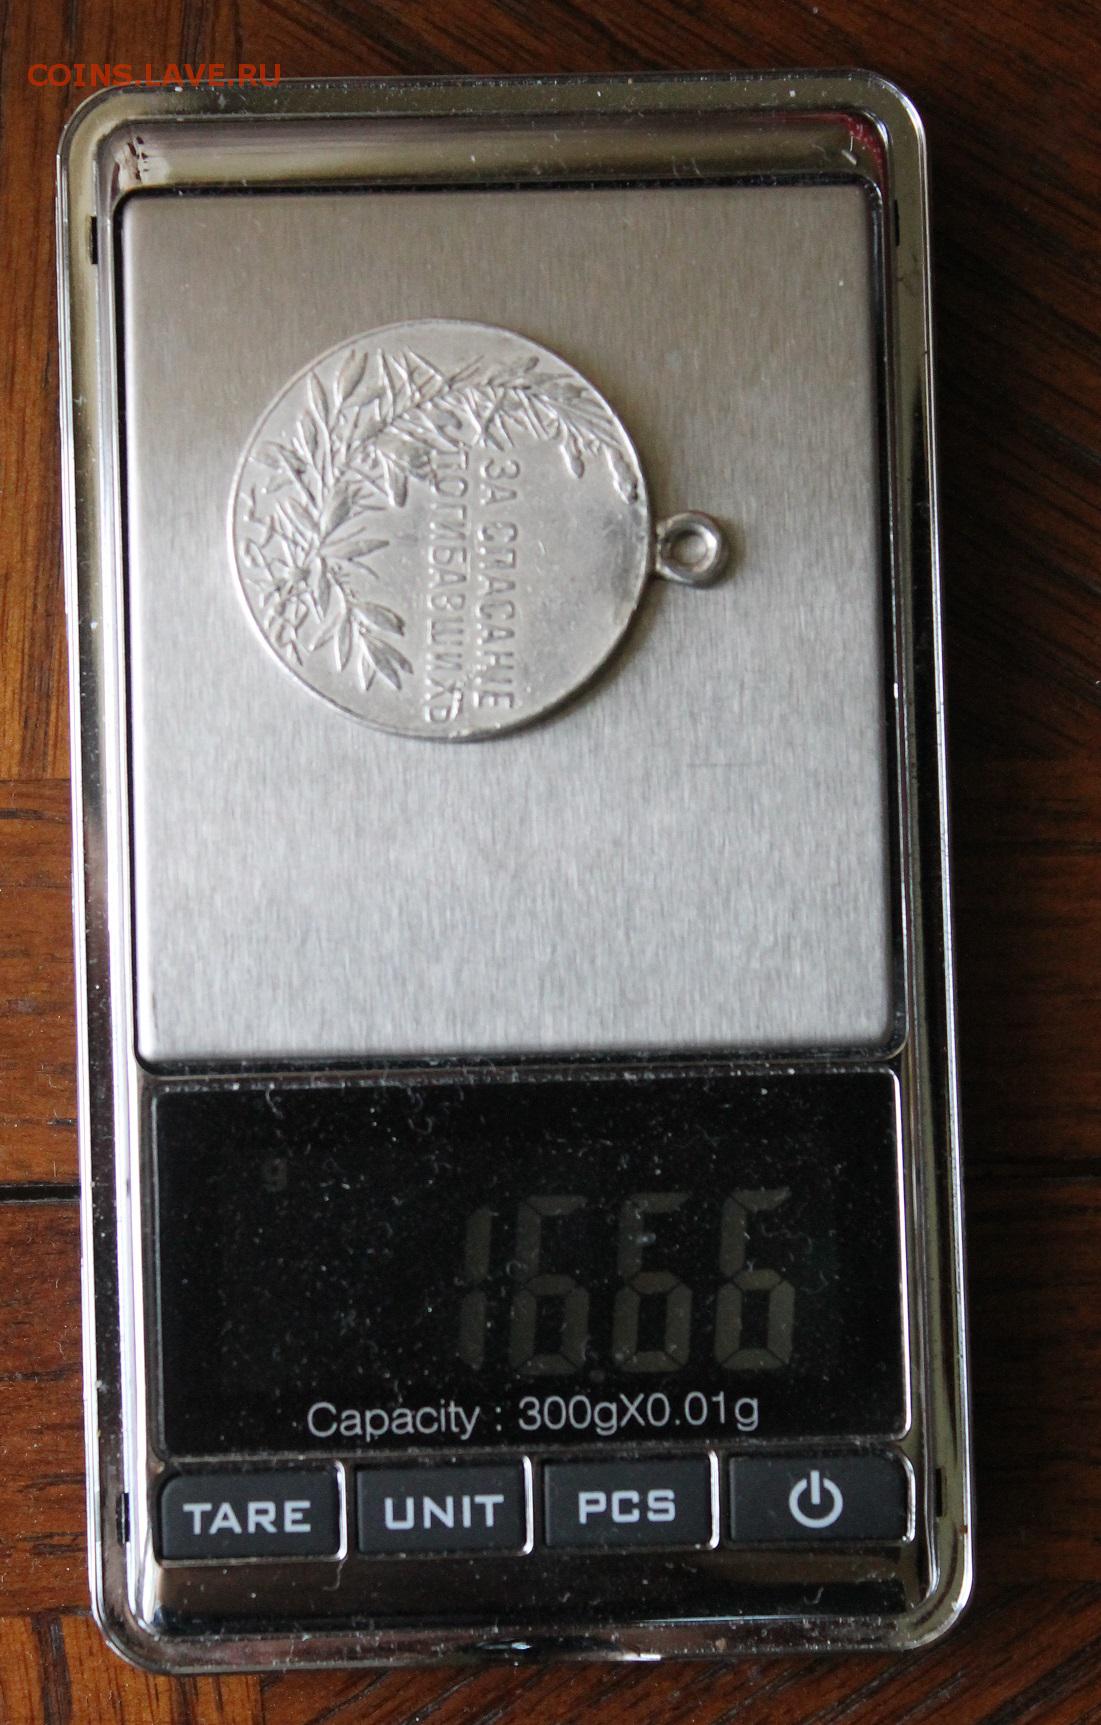 COINS.LAVE.RU
ЗА СПАСАНІЕ
ПОГИБАВШИХЪ
g
16.66
Capacity : 300gX0.01g
TARE
UNIT
PCS